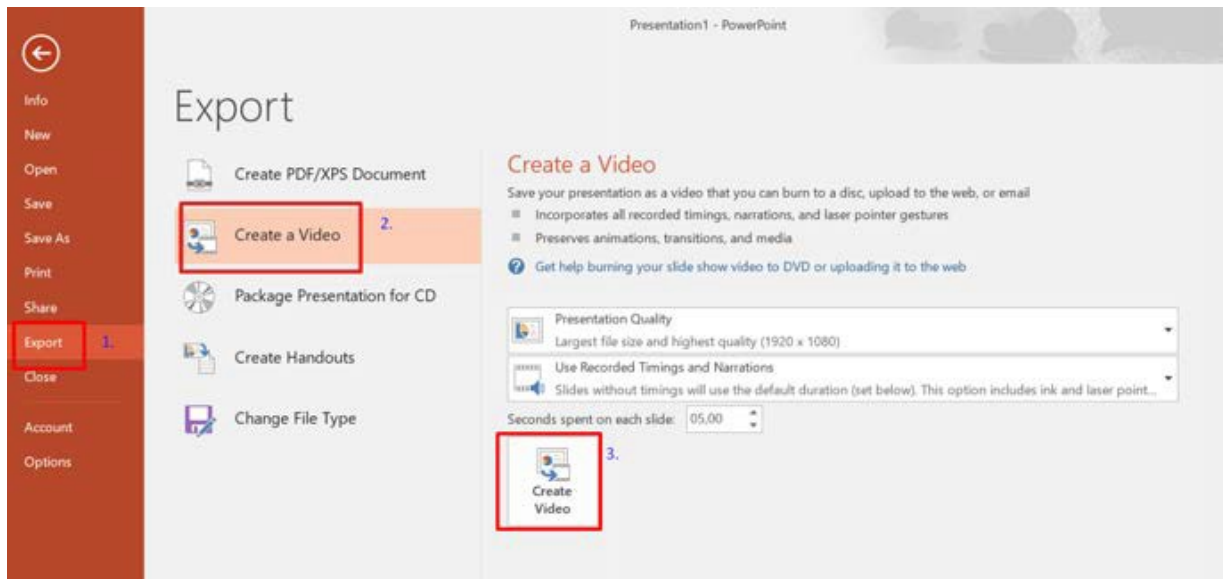 Presentation1 - PowerPoint
Info
New
Open
Save
Save As
Print
Share
Export 1.
Close
Account
Options
Export
Create PDF/XPS Document
Create a Video 2.
Package Presentation for CD
Create Handouts
Change File Type
Create a Video
Save your presentation as a video that you can burn to a disc, upload to the web, or email
Incorporates all recorded timings, narrations, and laser pointer gestures
Preserves animations, transitions, and media
Get help burning your slide show video to DVD or uploading it to the web
Presentation Quality
Largest file size and highest quality (1920 x 1080)
Use Recorded Timings and Narrations
Slides without timings will use the default duration (set below). This option includes ink and laser point...
Seconds spent on each slide: 05,00
3.
Create
Video